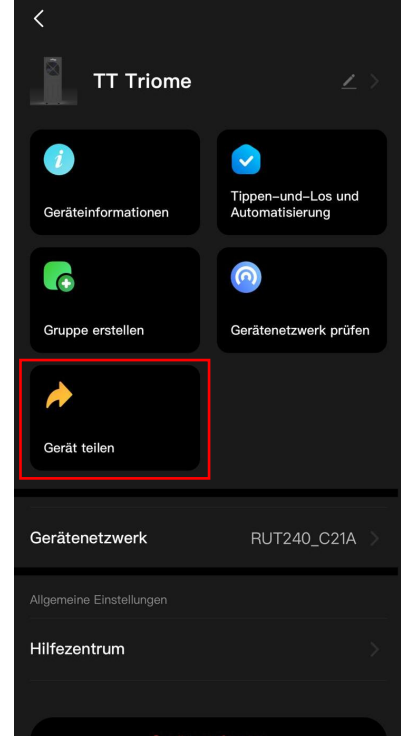 TT Triome
Geräteinformationen
Tippen-und-Los und
Automatisierung
Gruppe erstellen
Gerätenetzwerk prüfen
Gerät teilen
Gerätenetzwerk
RUT240_C21A
Allgemeine Einstellungen
Hilfezentrum